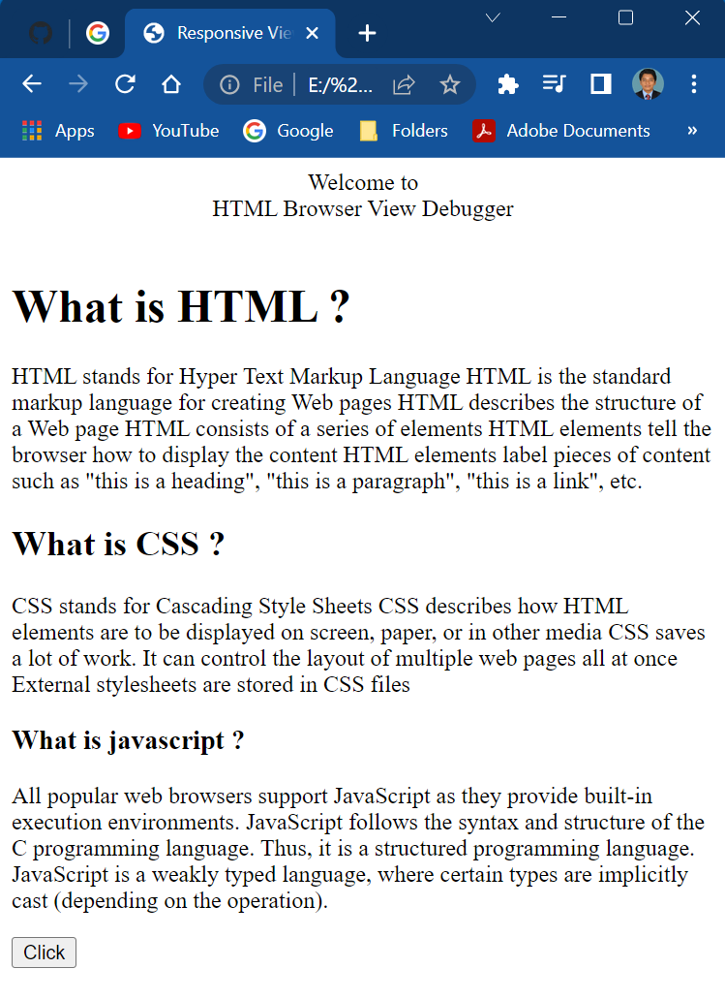 Responsive Vie
File
E:/%2...
Apps
YouTube
Google
Folders
Adobe Documents
»
Welcome to
HTML Browser View Debugger
What is HTML ?
HTML stands for Hyper Text Markup Language HTML is the standard
markup language for creating Web pages HTML describes the structure of
a Web page HTML consists of a series of elements HTML elements tell the
browser how to display the content HTML elements label pieces of content
such as "this is a heading", "this is a paragraph", "this is a link", etc.
What is CSS ?
CSS stands for Cascading Style Sheets CSS describes how HTML
elements are to be displayed on screen, paper, or in other media CSS saves
a lot of work. It can control the layout of multiple web pages all at once
External stylesheets are stored in CSS files
What is javascript ?
All popular web browsers support JavaScript as they provide built-in
execution environments. JavaScript follows the syntax and structure of the
C programming language. Thus, it is a structured programming language.
JavaScript is a weakly typed language, where certain types are implicitly
cast (depending on the operation).
Click